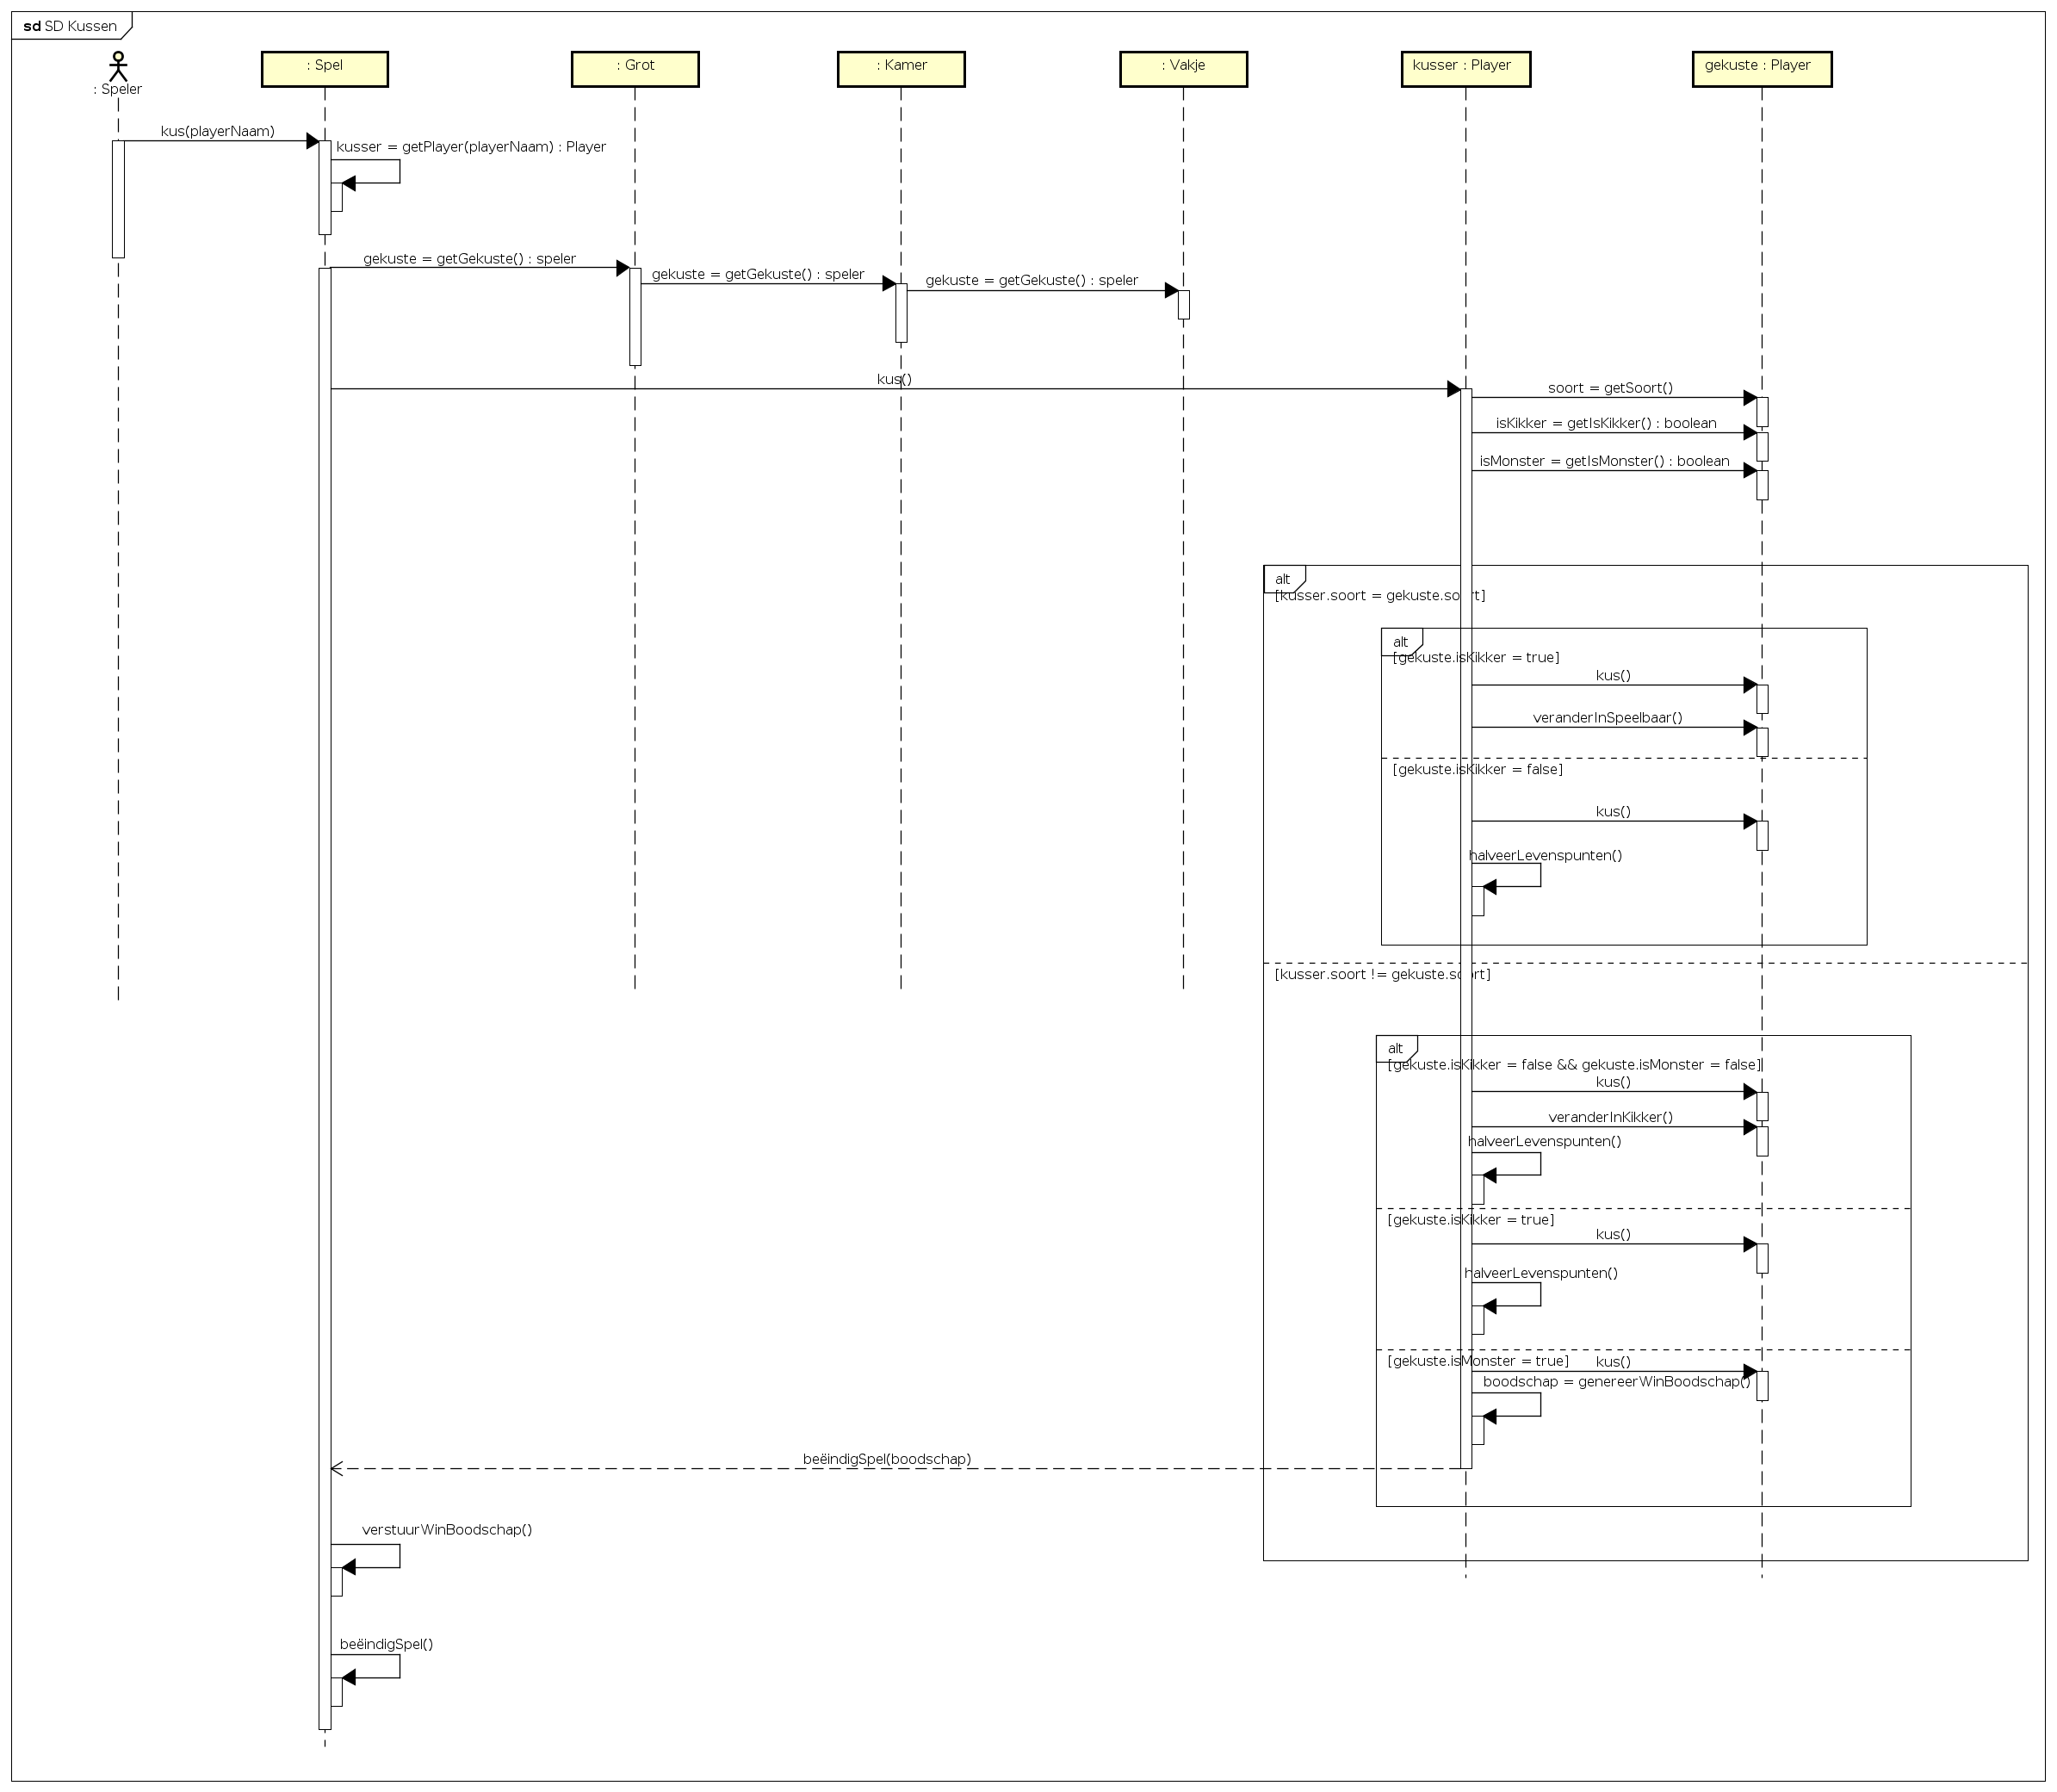 sd SD Kussen
: Speler
: Spel
: Grot
: Kamer
: Vakje
kusser : Player
gekuste : Player
kus(playerNaam)
kusser = getPlayer(playerNaam) : Player
gekuste = getGekuste() : speler
gekuste = getGekuste() : speler
gekuste = getGekuste() : speler
kus()
soort = getSoort()
isKikker = getIsKikker() : boolean
isMonster = getIsMonster() : boolean
alt
[kusser.soort = gekuste.soort]
alt
[gekuste.isKikker = true]
kus()
veranderInSpeelbaar()
[gekuste.isKikker = false]
kus()
halveerLevenspunten()
[kusser.soort != gekuste.soort]
alt
[gekuste.isKikker = false && gekuste.isMonster = false]
kus()
veranderInKikker()
halveerLevenspunten()
[gekuste.isKikker = true]
kus()
halveerLevenspunten()
[gekuste.isMonster = true]
kus()
boodschap = genereerWinBoodschap()
beëindigSpel(boodschap)
verstuurWinBoodschap()
beëindigSpel()